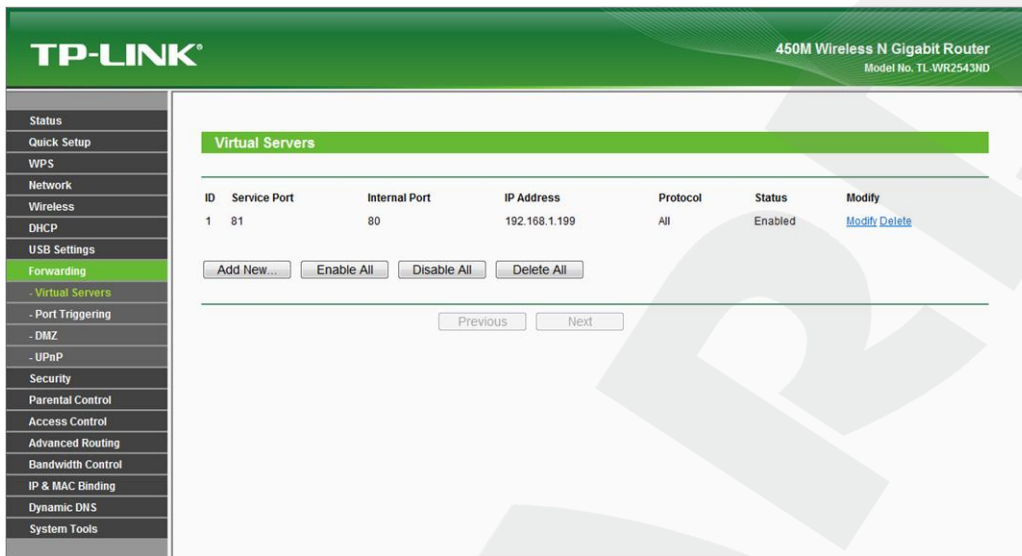 TP-LINK®
450M Wireless N Gigabit Router
Model No. TL-WR2543ND
Status
Quick Setup
WPS
Network
Wireless
DHCP
USB Settings
Forwarding
- Virtual Servers
- Port Triggering
- DMZ
- UPnP
Security
Parental Control
Access Control
Advanced Routing
Bandwidth Control
IP & MAC Binding
Dynamic DNS
System Tools
Virtual Servers
ID Service Port Internal Port IP Address Protocol Status Modify
1 81 80 192.168.1.199 All Enabled Modify Delete
Add New... Enable All Disable All Delete All
Previous Next